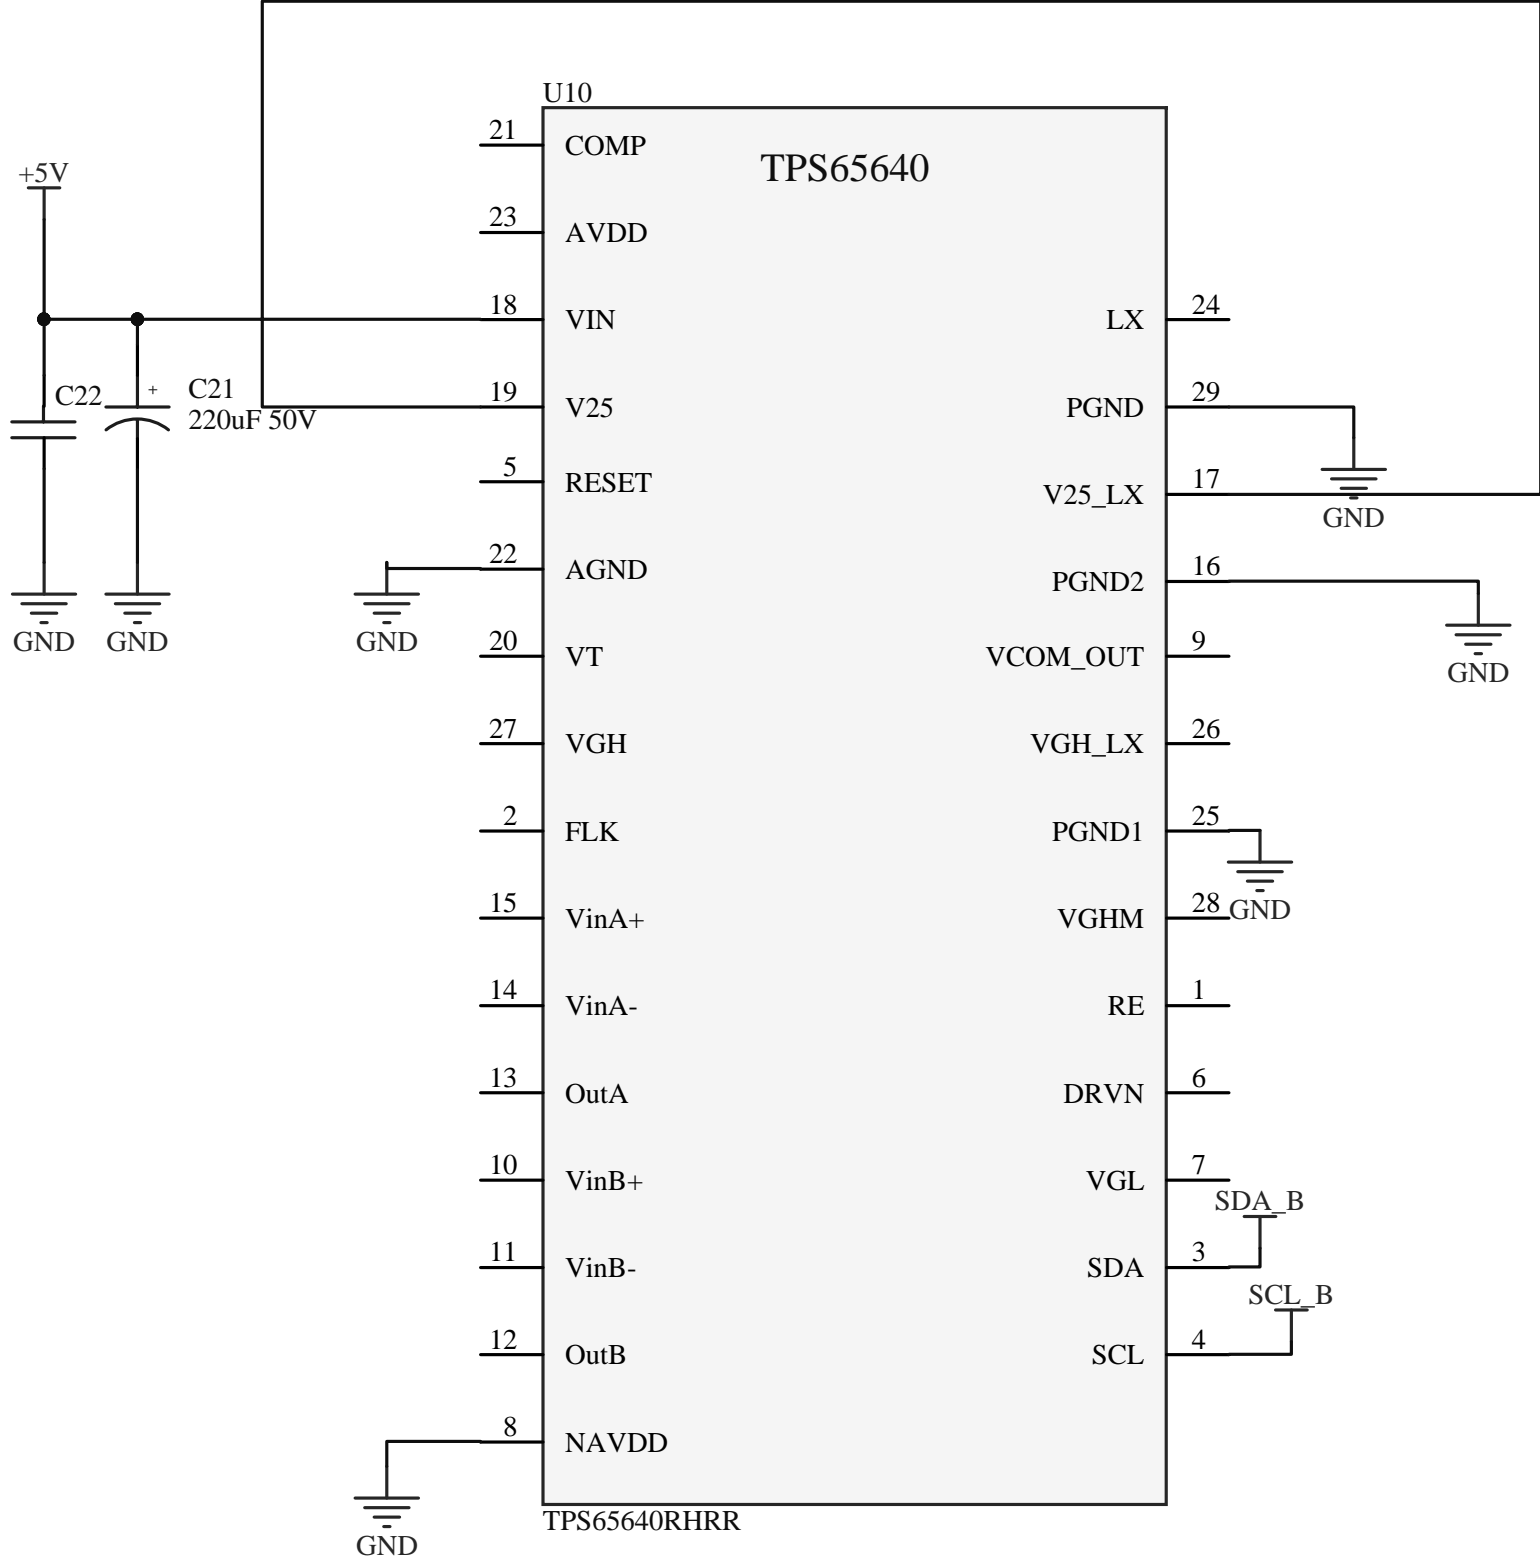 U10
TPS65640
21 COMP
+5V
23 AVDD
18 VIN
LX 24
C22
+
C21
220uF 50V
19 V25
PGND 29
5 RESET
V25_LX 17
GND
22 AGND
PGND2 16
GND
GND
GND
20 VT
VCOM_OUT 9
GND
27 VGH
VGH_LX 26
2 FLK
PGND1 25
15 VinA+
VGHM 28
GND
14 VinA-
RE 1
13 OutA
DRVN 6
10 VinB+
VGL 7
SDA_B
11 VinB-
SDA 3
SCL_B
12 OutB
SCL 4
8 NAVDD
TPS65640RHRR
GND